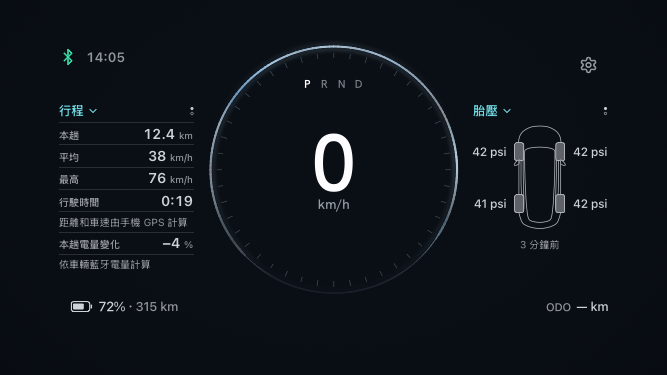 14:05
P R N D
行程
本趟 12.4 km
平均 38 km/h
最高 76 km/h
行駛時間 0:19
距離和車速由手機 GPS 計算
本趟電量變化 –4 %
依車輛藍牙電量計算
72% · 315 km
0
km/h
胎壓
42 psi 42 psi
41 psi 42 psi
3 分鐘前
ODO — km